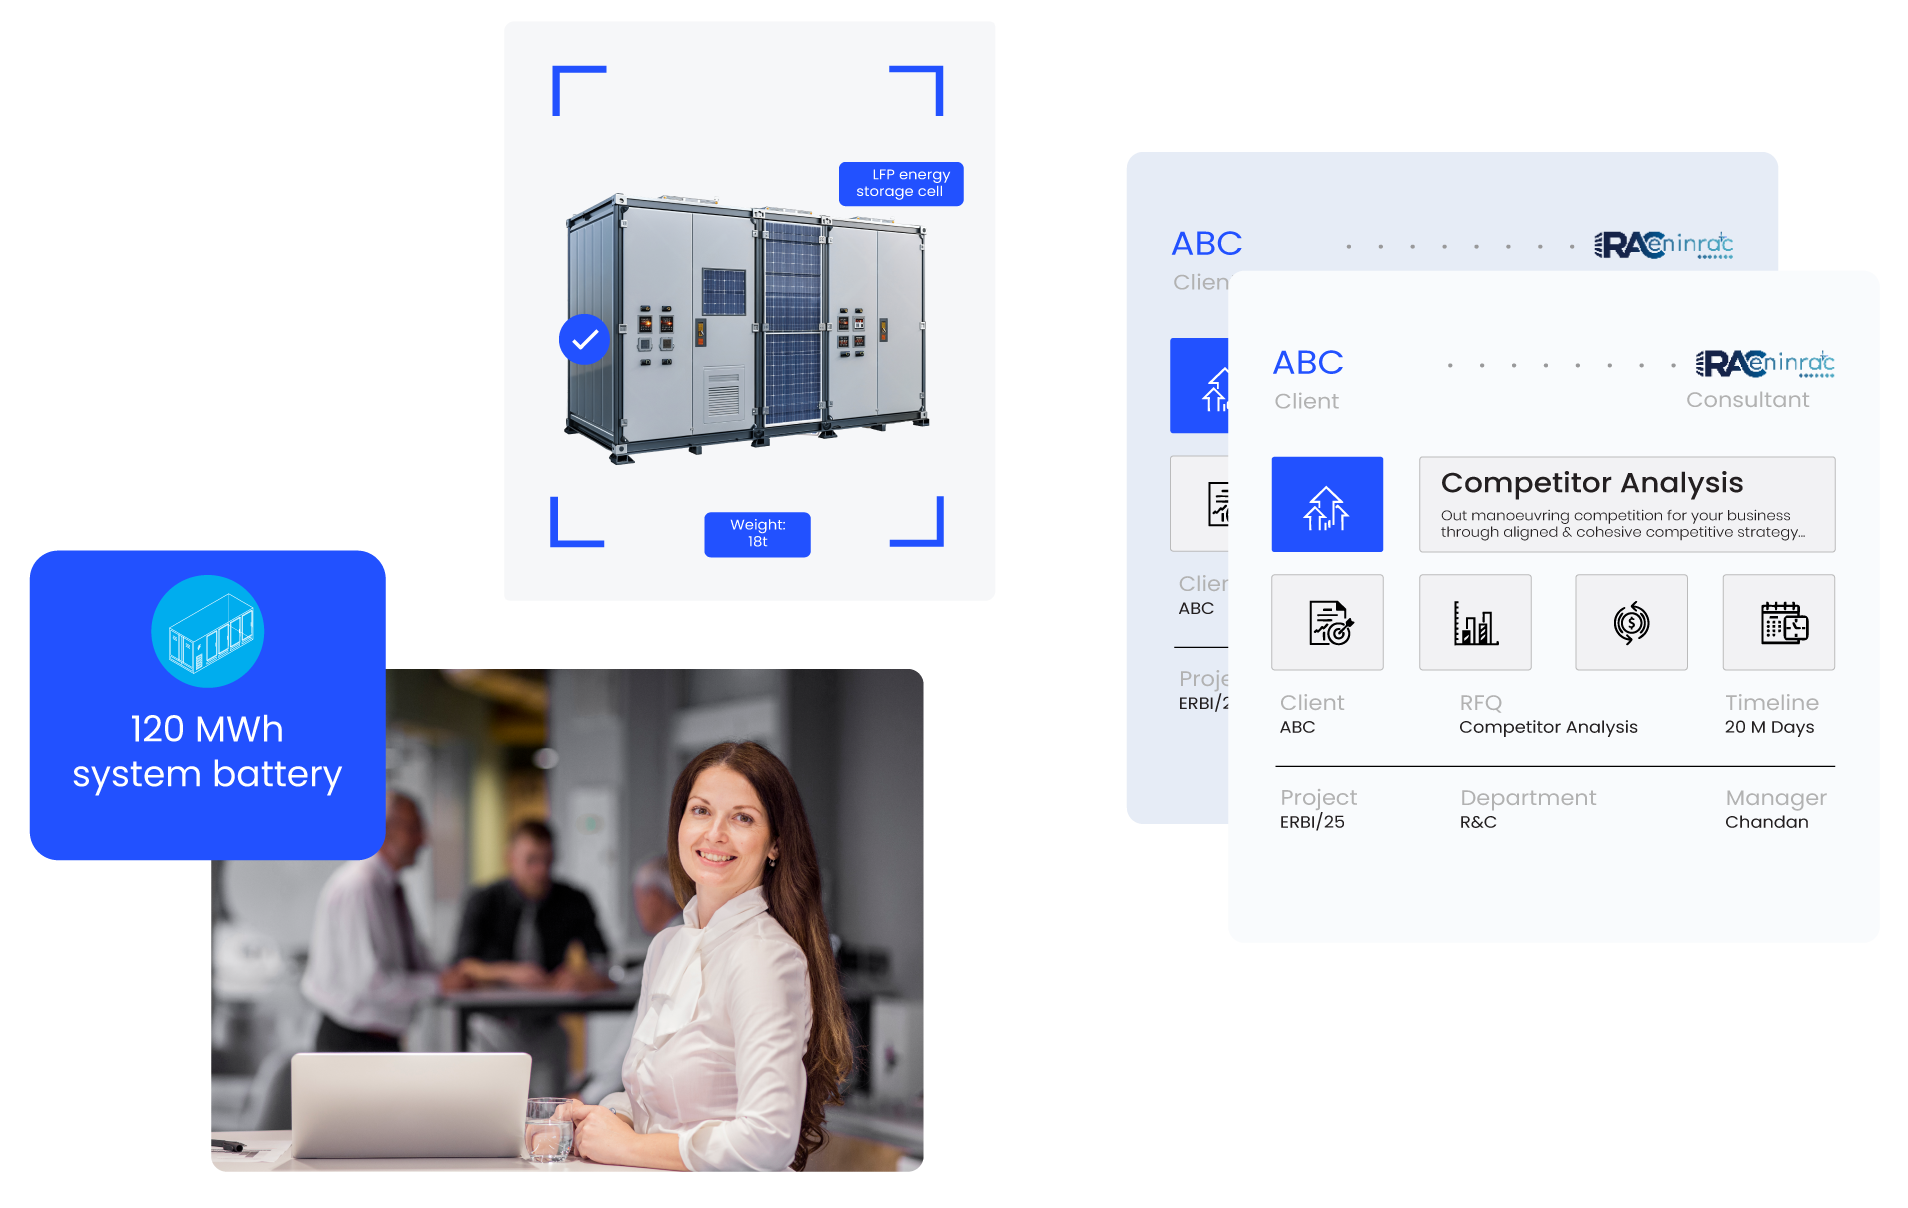 LFP energy
storage cell
Weight:
18t
120 MWh
system battery
ABC
RACeninrac
Clien
Clien
ABC
Proje
ERBI/2
ABC
RACeninrac
Client
Consultant
Competitor Analysis
Out manoeuvring competition for your business
through aligned & cohesive competitive strategy...
Client
RFQ
Timeline
ABC
Competitor Analysis
20 M Days
Project
Department
Manager
ERBI/25
R&C
Chandan